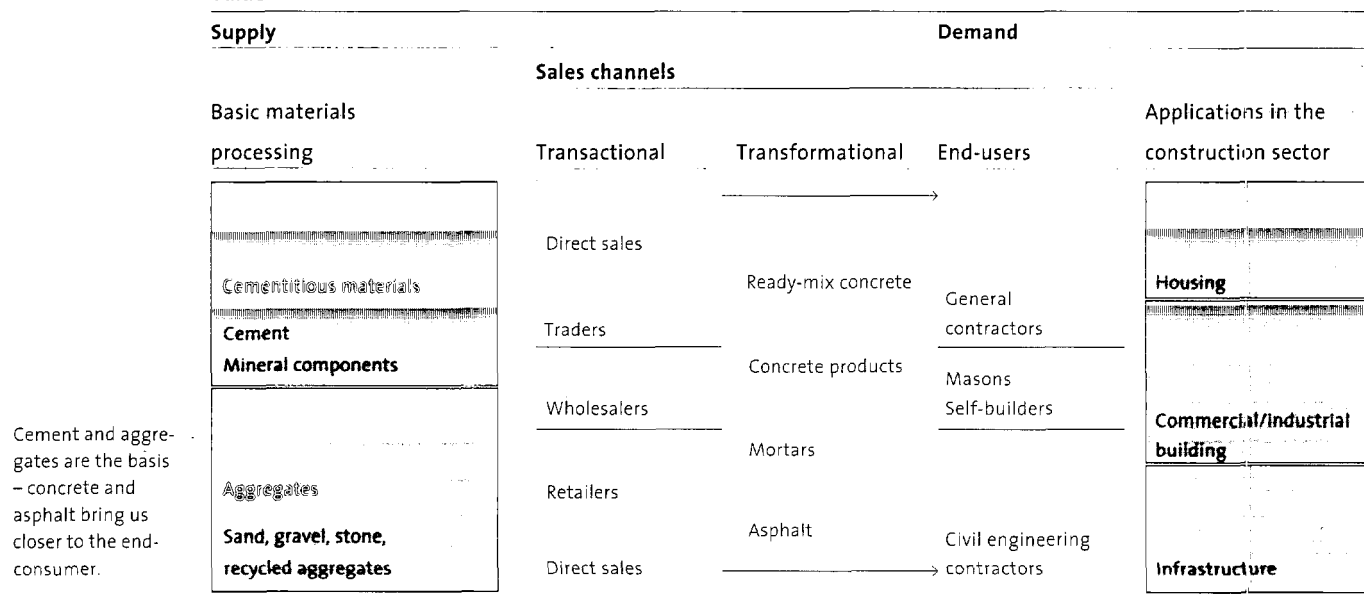 Supply
Demand
Sales channels
Basic materials
processing
Transactional
Transformational
End-users
Applications in the
construction sector
Direct sales
Cementitious materials
Ready-mix concrete
General
contractors
Housing
Traders
Cement
Mineral components
Concrete products
Masons
Self-builders
Wholesalers
Commercial/industrial
building
Cement and aggre-
gates are the basis
– concrete and
asphalt bring us
closer to the end-
consumer.
Mortars
Aggregates
Retailers
Sand, gravel, stone,
recycled aggregates
Asphalt
Direct sales
Civil engineering
contractors
Infrastructure